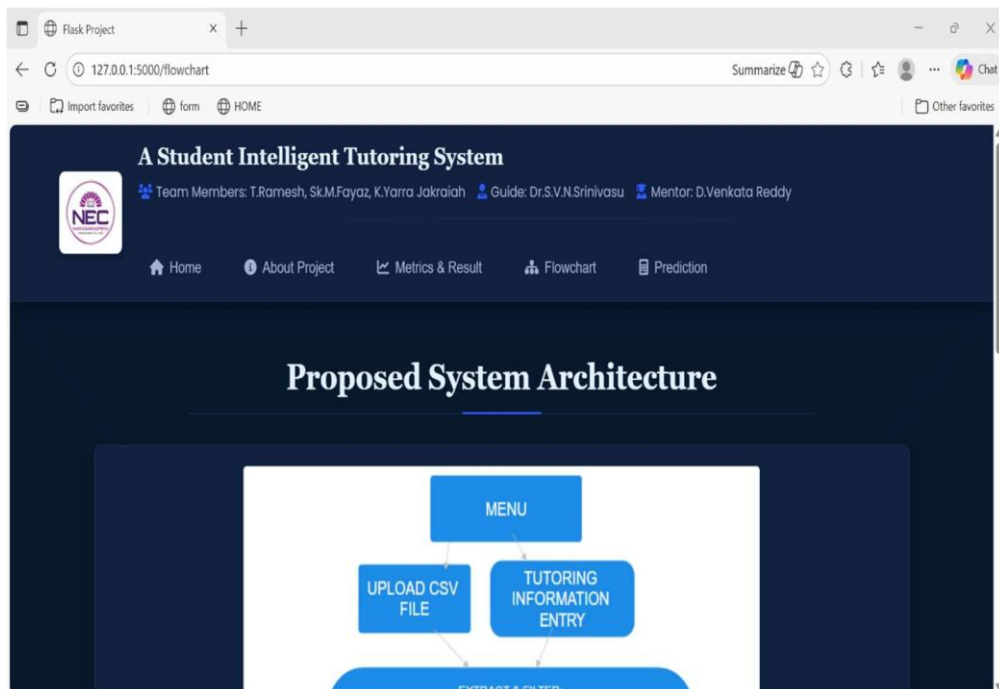 Flask Project
127.0.0.1:5000/flowchart
Summarize
Chat
Import favorites
form
HOME
Other favorites
A Student Intelligent Tutoring System
Team Members: T.Ramesh, Sk.M.Fayaz, K.Yarra Jakraiah Guide: Dr.S.V.N.Srinivasu Mentor: D.Venkata Reddy
NEC
Home About Project Metrics & Result Flowchart Prediction
Proposed System Architecture
MENU
UPLOAD CSV
FILE
TUTORING
INFORMATION
ENTRY
EXTRACT & FILTER: